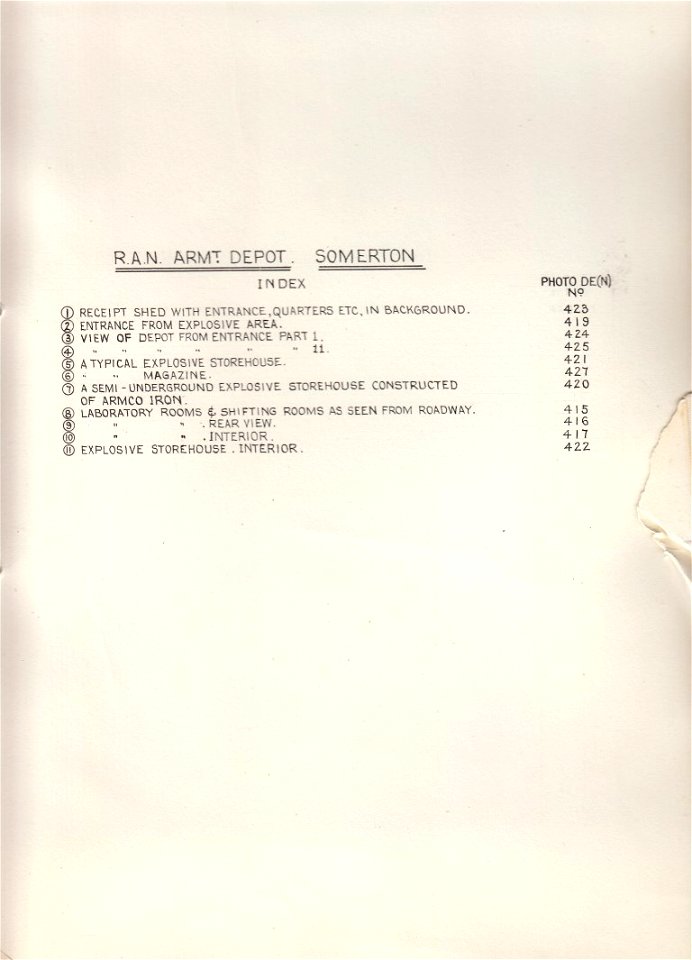 R.A.N. ARMT. DEPOT. SOMERTON
INDEX
PHOTO DE(N)
No
① RECEIPT SHED WITH ENTRANCE, QUARTERS ETC, IN BACKGROUND. 423
② ENTRANCE FROM EXPLOSIVE AREA. 419
③ VIEW OF DEPOT FROM ENTRANCE PART 1. 424
④ " " " " " " 11. 425
⑤ A TYPICAL EXPLOSIVE STOREHOUSE. 421
⑥ " " MAGAZINE. 427
⑦ A SEMI-UNDERGROUND EXPLOSIVE STOREHOUSE CONSTRUCTED 420
OF ARMCO IRON.
⑧ LABORATORY ROOMS & SHIFTING ROOMS AS SEEN FROM ROADWAY. 415
⑨ " " . REAR VIEW. 416
⑩ " " . INTERIOR. 417
⑪ EXPLOSIVE STOREHOUSE. INTERIOR. 422